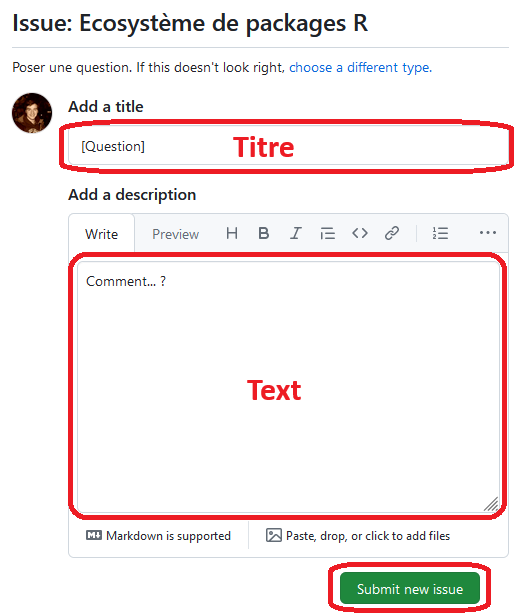 Issue: Ecosystème de packages R
Poser une question. If this doesn't look right, choose a different type.
Add a title
[Question] Titre
Add a description
Write Preview H B I
Comment... ?
Text
Markdown is supported Paste, drop, or click to add files
Submit new issue